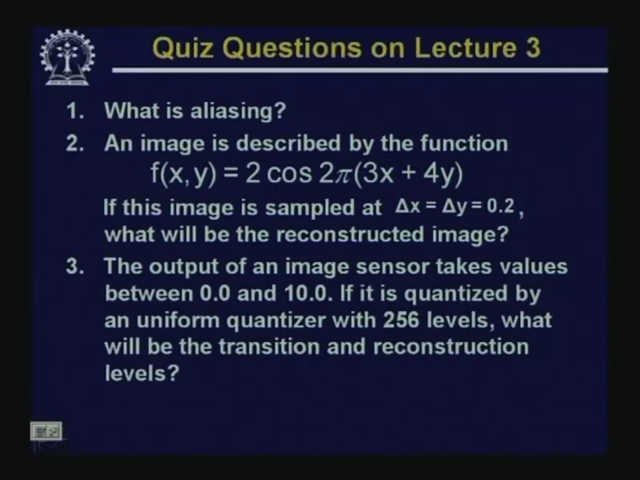 Quiz Questions on Lecture 3
1. What is aliasing?
2. An image is described by the function
f(x,y) = 2 cos 2π(3x + 4y)
If this image is sampled at Δx = Δy = 0.2 ,
what will be the reconstructed image?
3. The output of an image sensor takes values
between 0.0 and 10.0. If it is quantized by
an uniform quantizer with 256 levels, what
will be the transition and reconstruction
levels?